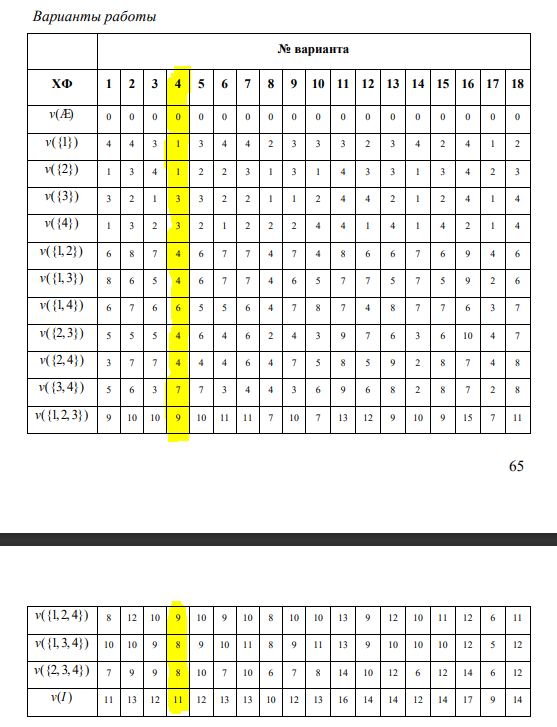 Варианты работы
№ варианта
ХФ 1 2 3 4 5 6 7 8 9 10 11 12 13 14 15 16 17 18
v(Æ) 0 0 0 0 0 0 0 0 0 0 0 0 0 0 0 0 0 0
v({1}) 4 4 3 1 3 4 4 2 3 3 3 2 3 4 2 4 1 2
v({2}) 1 3 4 1 2 2 3 1 3 1 4 3 3 1 3 4 2 3
v({3}) 3 2 1 3 3 2 2 1 1 2 4 4 2 1 2 4 1 4
v({4}) 1 3 2 3 2 1 2 2 2 4 4 1 4 1 4 2 1 4
v({1,2}) 6 8 7 4 6 7 7 4 7 4 8 6 6 7 6 9 4 6
v({1,3}) 8 6 5 4 6 7 7 4 6 5 7 7 5 7 5 9 2 6
v({1,4}) 6 7 6 6 5 5 6 4 7 8 7 4 8 7 7 6 3 7
v({2,3}) 5 5 5 4 6 4 6 2 4 3 9 7 6 3 6 10 4 7
v({2,4}) 3 7 7 4 4 4 6 4 7 5 8 5 9 2 8 7 4 8
v({3,4}) 5 6 3 7 7 3 4 4 3 6 9 6 8 2 8 7 2 8
v({1,2,3}) 9 10 10 9 10 11 11 7 10 7 13 12 9 10 9 15 7 11
65
v({1,2,4}) 8 12 10 9 10 9 10 8 10 10 13 9 12 10 11 12 6 11
v({1,3,4}) 10 10 9 8 9 10 11 8 9 11 13 9 10 10 10 12 5 12
v({2,3,4}) 7 9 9 8 10 7 10 6 7 8 14 10 12 6 12 14 6 12
v(I) 11 13 12 11 12 13 13 10 12 13 16 14 14 12 14 17 9 14